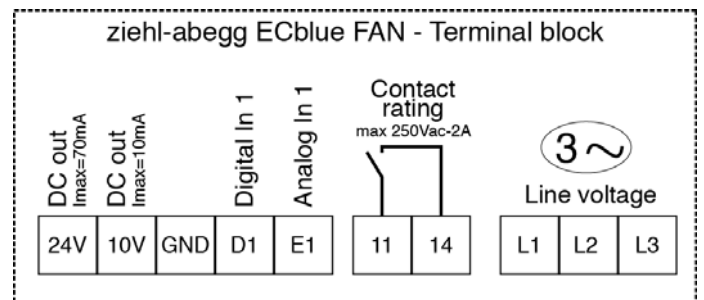 ziehl-abegg ECblue FAN - Terminal block
DC out
Imax=70mA
DC out
Imax=10mA
Digital In 1
Analog In 1
Contact
rating
max 250Vac-2A
3~
Line voltage
24V 10V GND D1 E1 11 14 L1 L2 L3